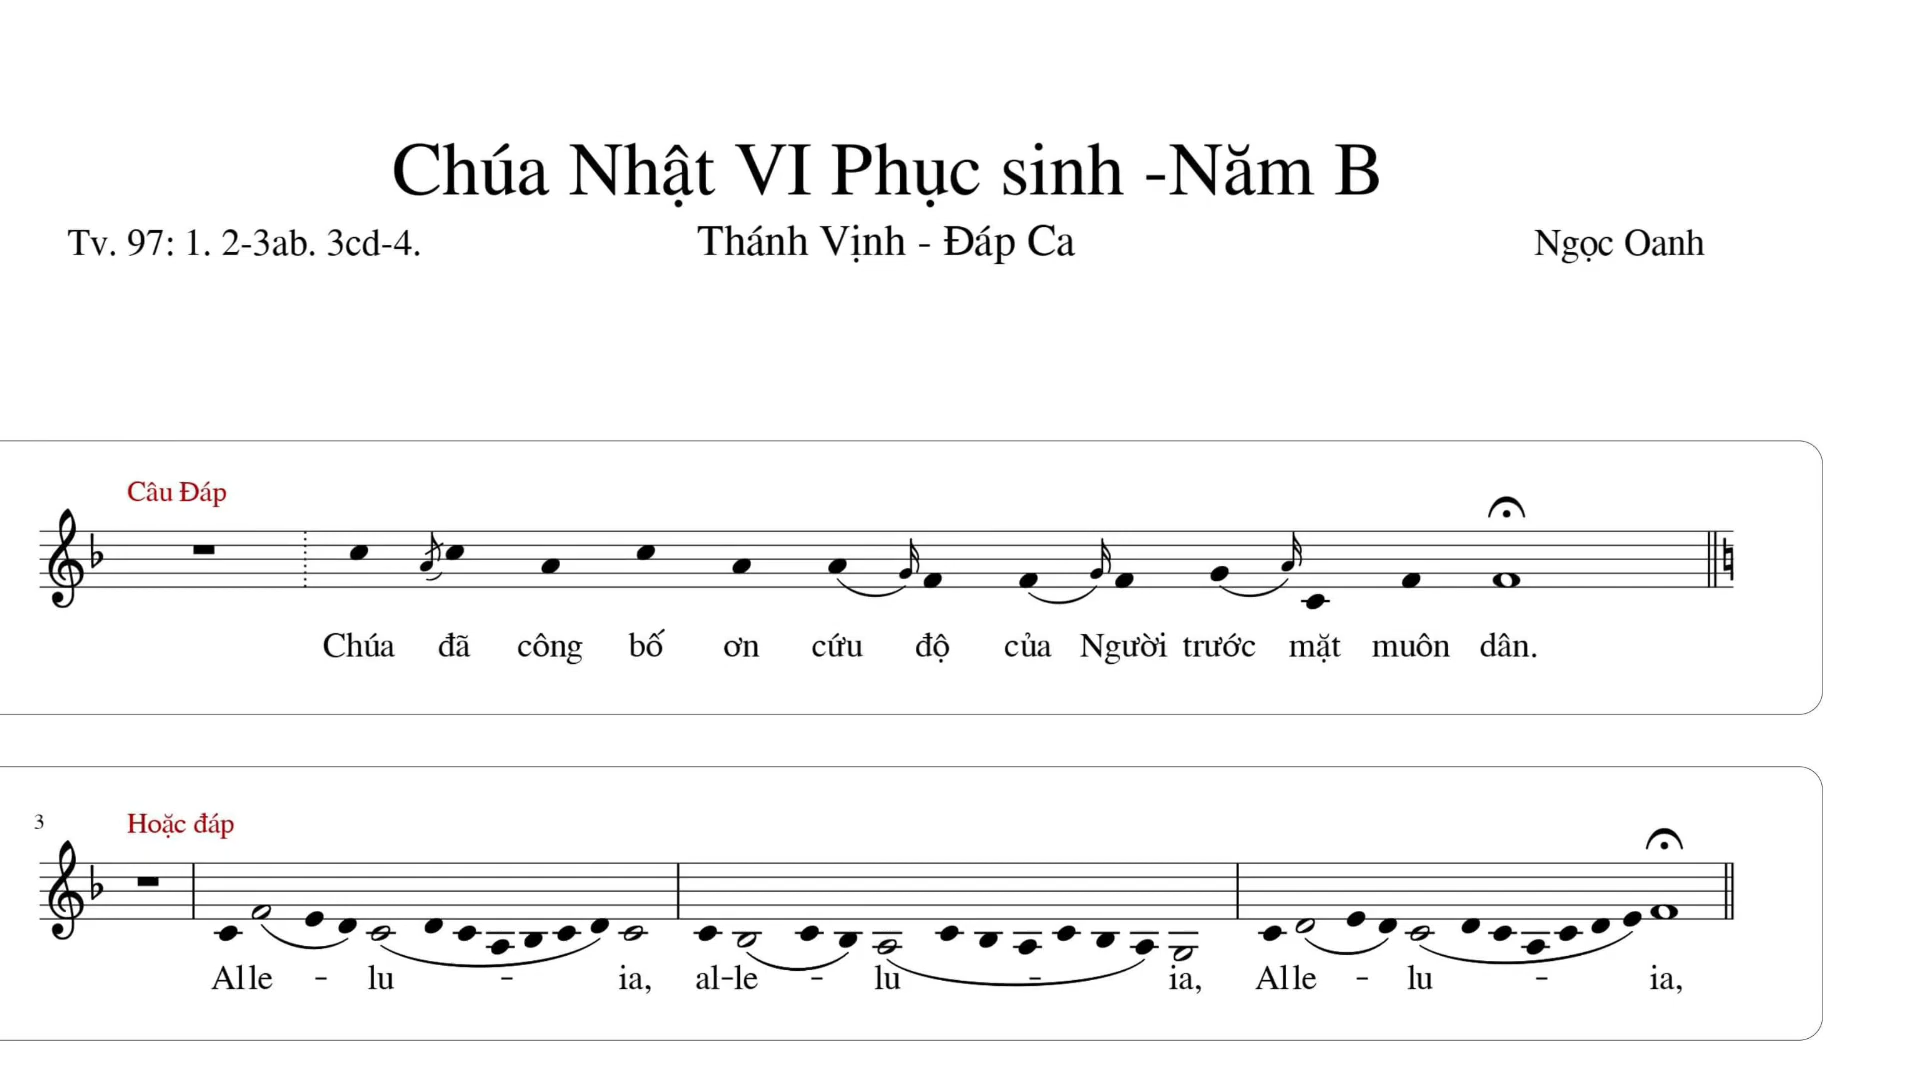 Chúa Nhật VI Phục sinh -Năm B
Tv. 97: 1. 2-3ab. 3cd-4. Thánh Vịnh - Đáp Ca Ngọc Oanh
Câu Đáp
Chúa đã công bố ơn cứu độ của Người trước mặt muôn dân.
3 Hoặc đáp
Alle - lu - ia, al-le - lu - ia, Alle - lu - ia,